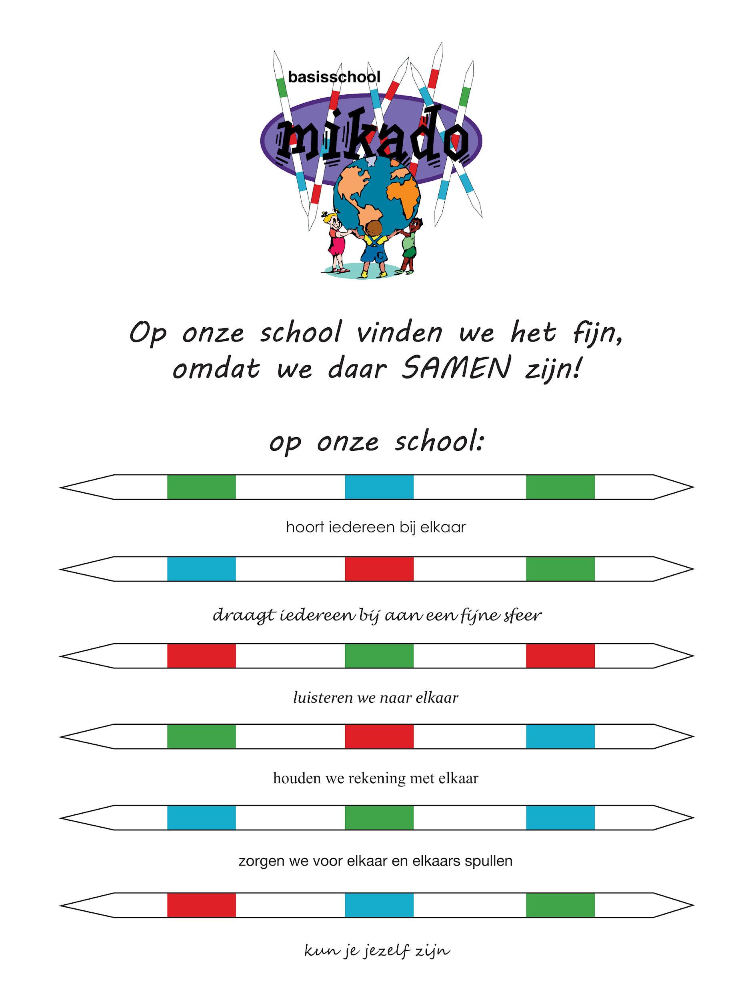 basisschool
mikado
Op onze school vinden we het fijn,
omdat we daar SAMEN zijn!
op onze school:
hoort iedereen bij elkaar
draagt iedereen bij aan een fijne sfeer
luisteren we naar elkaar
houden we rekening met elkaar
zorgen we voor elkaar en elkaars spullen
kun je jezelf zijn